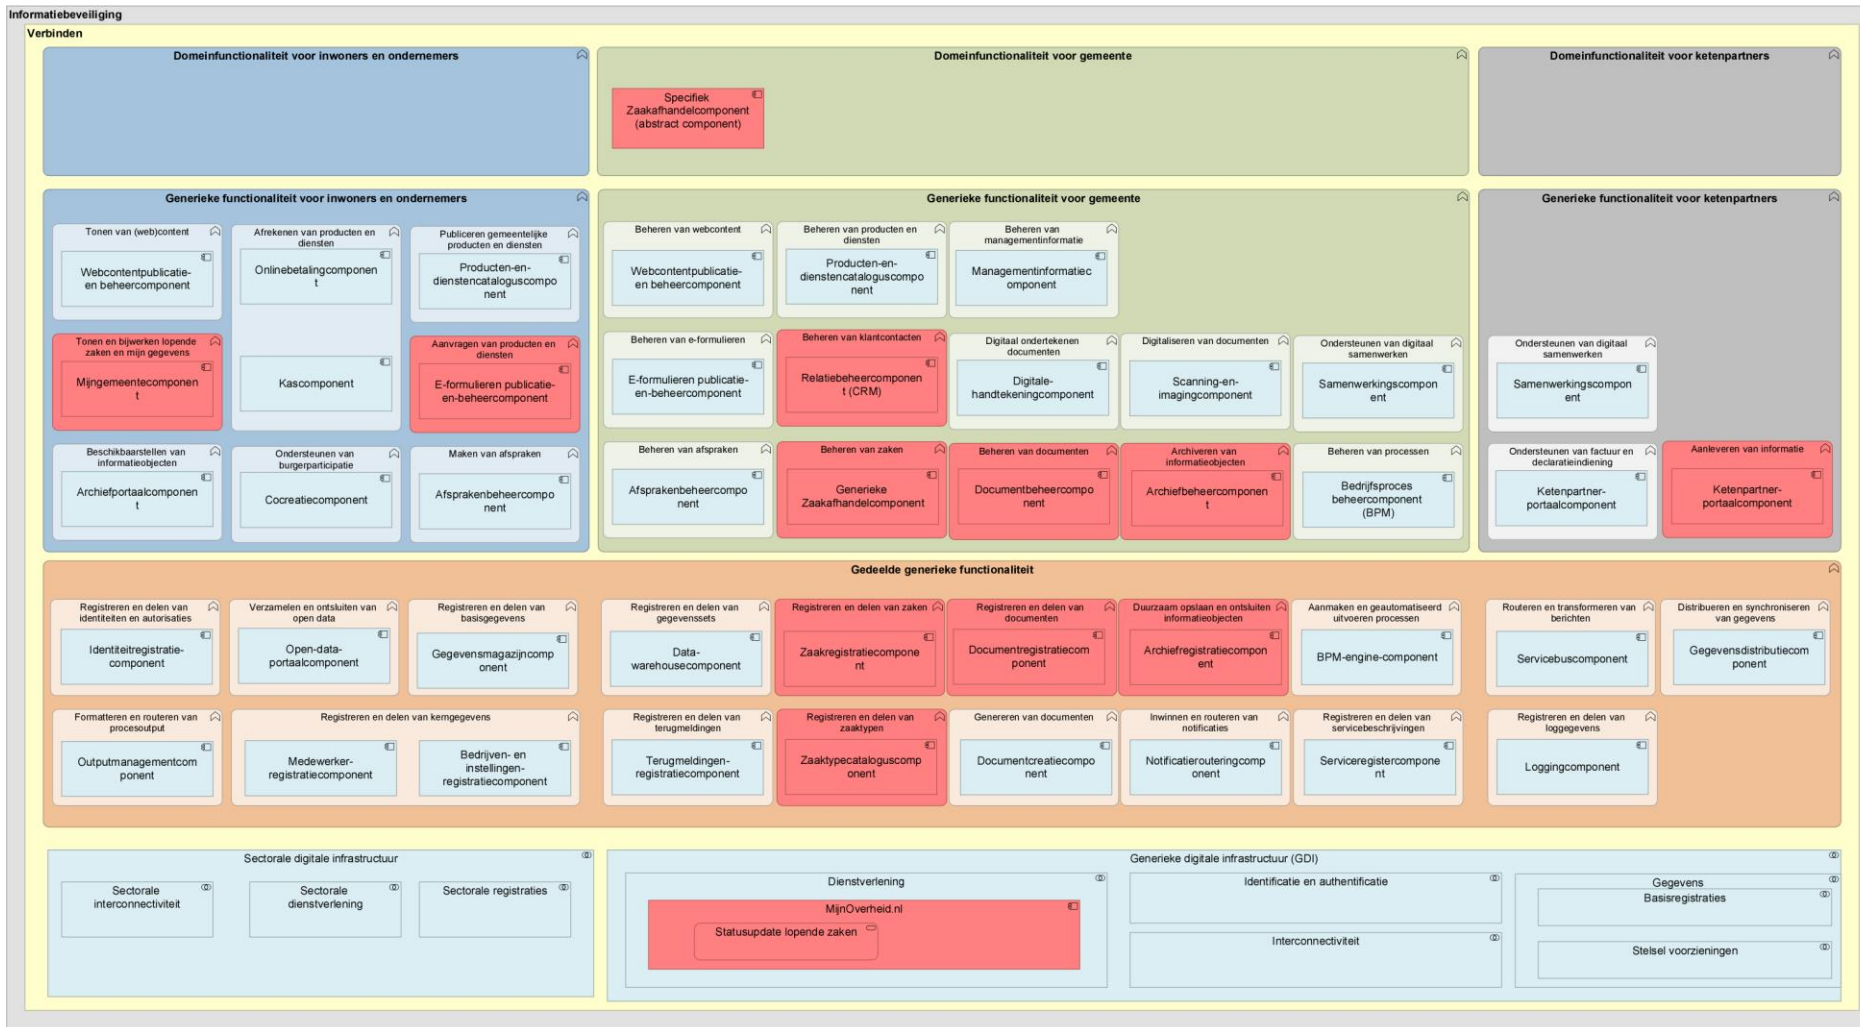 Informatiebeveiliging
Verbinden
Domeinfunctionaliteit voor inwoners en ondernemers
Domeinfunctionaliteit voor gemeente
Specifiek
Zaakafhandelcomponent
(abstract component)
Domeinfunctionaliteit voor ketenpartners
Generieke functionaliteit voor inwoners en ondernemers
Tonen van (web)content
Webcontentpublicatie-
en beheercomponent
Afrekenen van producten en
diensten
Onlinebetalingcomponen
t
Kascomponent
Publiceren gemeentelijke
producten en diensten
Producten-en-
dienstencataloguscompo
nent
Tonen en bijwerken lopende
zaken en mijn gegevens
Mijngemeentecomponen
t
Aanvragen van producten en
diensten
E-formulieren publicatie-
en-beheercomponent
Beschikbaarstellen van
informatieobjecten
Archiefportaalcomponen
t
Ondersteunen van
burgerparticipatie
Cocreatiecomponent
Maken van afspraken
Afsprakenbeheercompo
nent
Generieke functionaliteit voor gemeente
Beheren van webcontent
Webcontentpublicatie-
en beheercomponent
Beheren van producten en
diensten
Producten-en-
dienstencataloguscompo
nent
Beheren van
managementinformatie
Managementinformatiec
omponent
Beheren van e-formulieren
E-formulieren publicatie-
en-beheercomponent
Beheren van klantcontacten
Relatiebeheercomponen
t (CRM)
Digitaal ondertekenen
documenten
Digitale-
handtekeningcomponent
Digitaliseren van documenten
Scanning-en-
imagingcomponent
Ondersteunen van digitaal
samenwerken
Samenwerkingscompon
ent
Beheren van afspraken
Afsprakenbeheercompo
nent
Beheren van zaken
Generieke
Zaakafhandelcomponent
Beheren van documenten
Documentbeheercompo
nent
Archiveren van
informatieobjecten
Archiefbeheercomponen
t
Beheren van processen
Bedrijfsproces
beheercomponent
(BPM)
Generieke functionaliteit voor ketenpartners
Ondersteunen van digitaal
samenwerken
Samenwerkingscompon
ent
Ondersteunen van factuur en
declaratieindiening
Ketenpartner-
portaalcomponent
Aanleveren van informatie
Ketenpartner-
portaalcomponent
Gedeelde generieke functionaliteit
Registreren en delen van
identiteiten en autorisaties
Identiteitregistratie-
component
Verzamelen en ontsluiten van
open data
Open-data-
portaalcomponent
Registreren en delen van
basisgegevens
Gegevensmagazijncomp
onent
Registreren en delen van
gegevenssets
Data-
warehousecomponent
Registreren en delen van zaken
Zaakregistratiecompone
nt
Registreren en delen van
documenten
Documentregistratiecom
ponent
Duurzaam opslaan en ontsluiten
informatieobjecten
Archiefregistratiecompon
ent
Aanmaken en geautomatiseerd
uitvoeren processen
BPM-engine-component
Routeren en transformeren van
berichten
Servicebuscomponent
Distribueren en synchroniseren
van gegevens
Gegevensdistributiecom
ponent
Formatteren en routeren van
procesoutput
Outputmanagementcom
ponent
Registreren en delen van kerngegevens
Medewerker-
registratiecomponent
Bedrijven- en
instellingen-
registratiecomponent
Registreren en delen van
terugmeldingen
Terugmeldingen-
registratiecomponent
Registreren en delen van
zaaktypen
Zaaktypecataloguscomp
onent
Genereren van documenten
Documentcreatiecompo
nent
Inwinnen en routeren van
notificaties
Notificatierouteringcomp
onent
Registreren en delen van
servicebeschrijvingen
Serviceregistercompone
nt
Registreren en delen van
loggegevens
Loggingcomponent
Sectorale digitale infrastructuur
Sectorale
interconnectiviteit
Sectorale
dienstverlening
Sectorale registraties
Generieke digitale infrastructuur (GDI)
Dienstverlening
MijnOverheid.nl
Statusupdate lopende zaken
Identificatie en authentificatie
Interconnectiviteit
Gegevens
Basisregistraties
Stelsel voorzieningen